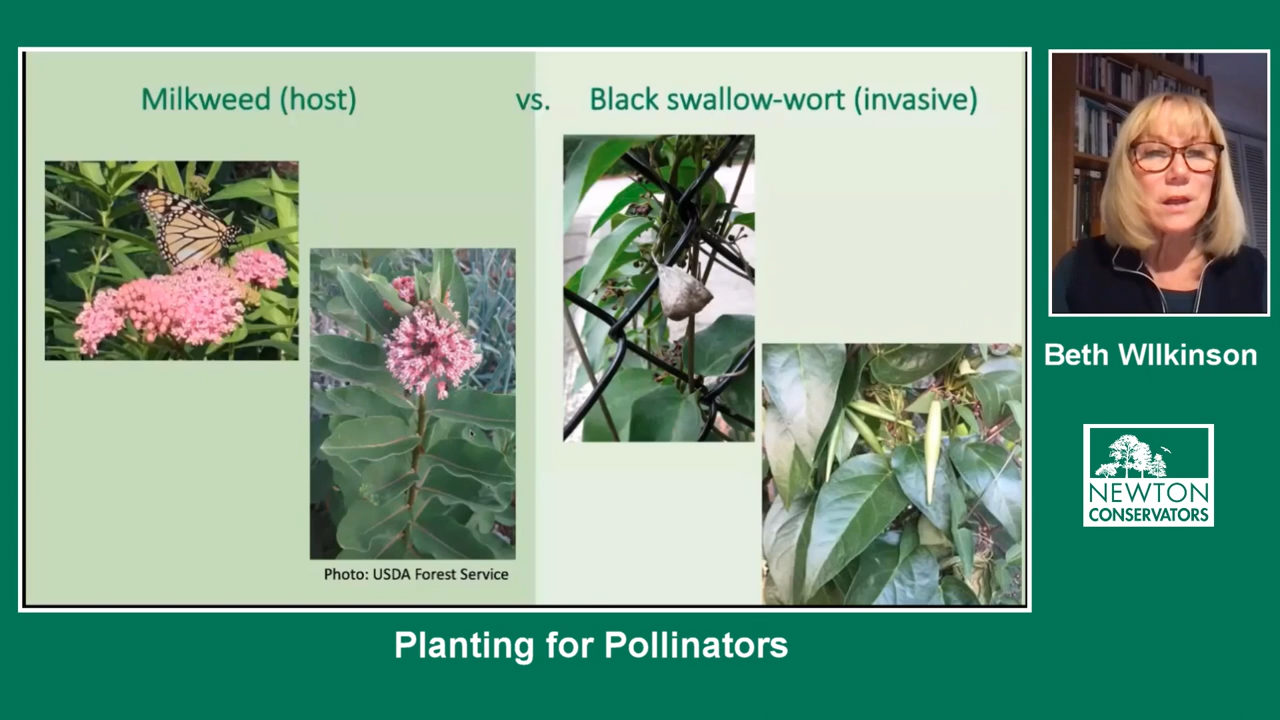 Milkweed (host) vs. Black swallow-wort (invasive)
Photo: USDA Forest Service
Beth WIlkinson
NEWTON
CONSERVATORS
Planting for Pollinators